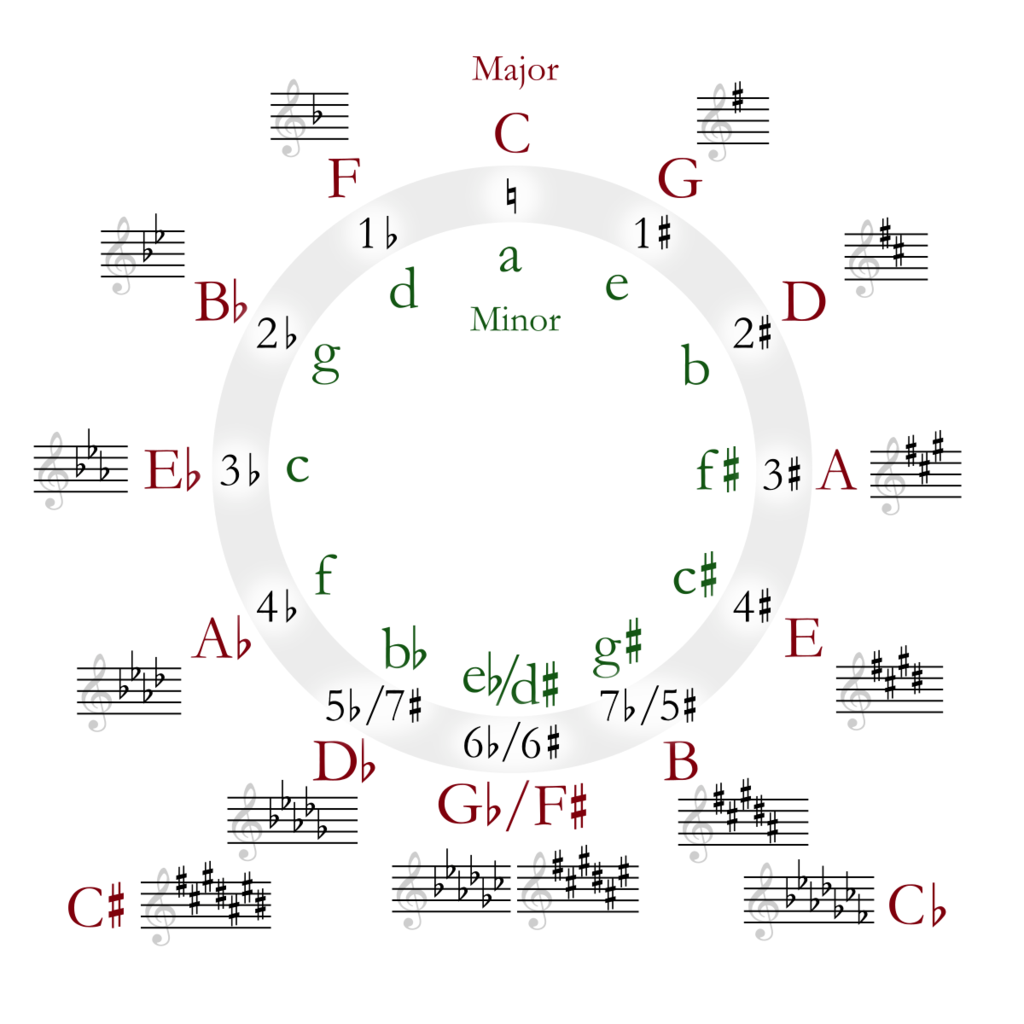 Major
C
F
G
♮
1♭
1♯
a
d
e
Minor
B♭
D
2♭
2♯
g
b
E♭
3♭
c
f♯
3♯
A
f
c♯
4♭
4♯
A♭
E
b♭
g♯
e♭/d♯
5♭/7♯
7♭/5♯
6♭/6♯
D♭
B
G♭/F♯
C♯
C♭